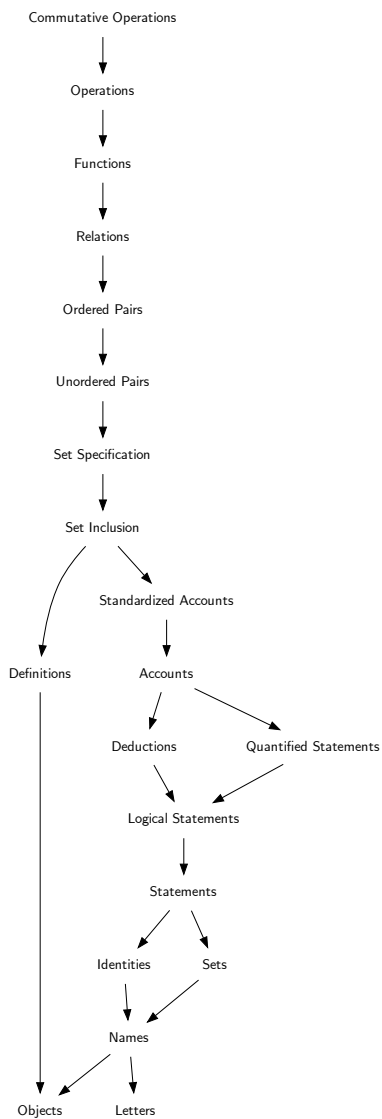 Commutative Operations
Operations
Functions
Relations
Ordered Pairs
Unordered Pairs
Set Specification
Set Inclusion
Standardized Accounts
Definitions
Accounts
Deductions
Quantified Statements
Logical Statements
Statements
Identities
Sets
Names
Objects
Letters